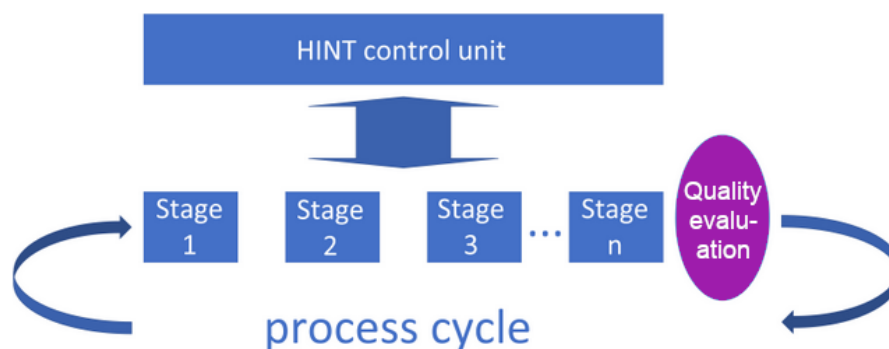 HINT control unit
Stage
1
Stage
2
Stage
3
...
Stage
n
Quality
evalu-
ation
process cycle